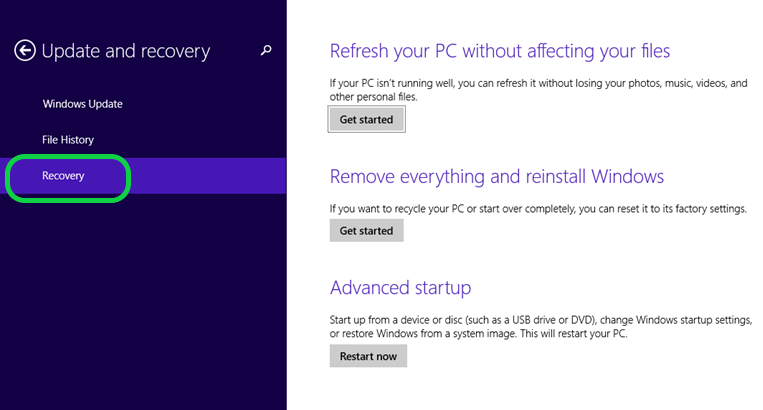 Update and recovery
Windows Update
File History
Recovery
Refresh your PC without affecting your files
If your PC isn't running well, you can refresh it without losing your photos, music, videos, and
other personal files.
Get started
Remove everything and reinstall Windows
If you want to recycle your PC or start over completely, you can reset it to its factory settings.
Get started
Advanced startup
Start up from a device or disc (such as a USB drive or DVD), change Windows startup settings,
or restore Windows from a system image. This will restart your PC.
Restart now